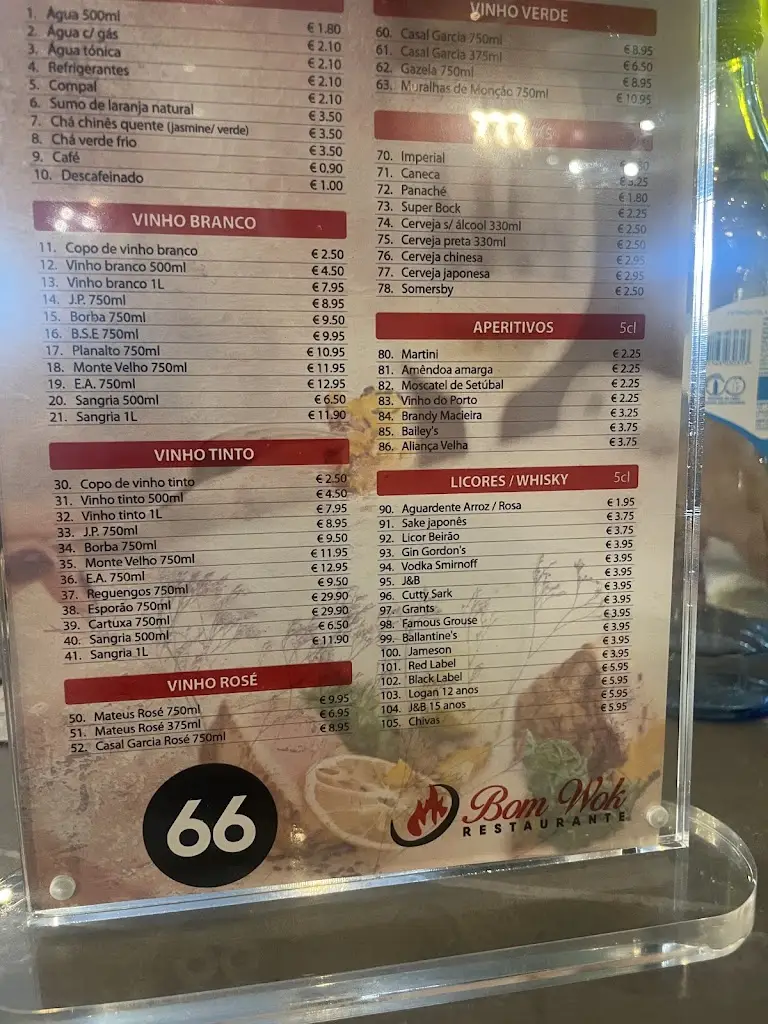 1. Água 500ml € 1.80
2. Água c/ gás € 2.10
3. Água tónica € 2.10
4. Refrigerantes € 2.10
5. Compal € 2.10
6. Sumo de laranja natural € 3.50
7. Chá chinês quente (jasmine/ verde) € 3.50
8. Chá verde frio € 3.50
9. Café € 0.90
10. Descafeinado € 1.00
VINHO BRANCO
11. Copo de vinho branco € 2.50
12. Vinho branco 500ml € 4.50
13. Vinho branco 1L € 7.95
14. J.P. 750ml € 8.95
15. Borba 750ml € 9.50
16. B.S.E 750ml € 9.95
17. Planalto 750ml € 10.95
18. Monte Velho 750ml € 11.95
19. E.A. 750ml € 12.95
20. Sangria 500ml € 6.50
21. Sangria 1L € 11.90
VINHO TINTO
30. Copo de vinho tinto € 2.50
31. Vinho tinto 500ml € 4.50
32. Vinho tinto 1L € 7.95
33. J.P. 750ml € 8.95
34. Borba 750ml € 9.50
35. Monte Velho 750ml € 11.95
36. E.A. 750ml € 12.95
37. Reguengos 750ml € 9.50
38. Esporão 750ml € 29.90
39. Cartuxa 750ml € 29.90
40. Sangria 500ml € 6.50
41. Sangria 1L € 11.90
VINHO ROSÉ
50. Mateus Rosé 750ml € 9.95
51. Mateus Rosé 375ml € 6.95
52. Casal Garcia Rosé 750ml € 8.95
66
VINHO VERDE
60. Casal Garcia 750ml € 8.95
61. Casal Garcia 375ml € 6.50
62. Gazela 750ml € 8.95
63. Muralhas de Monção 750ml € 10.95
70. Imperial
71. Caneca € 3.25
72. Panaché € 1.80
73. Super Bock € 2.25
74. Cerveja s/ álcool 330ml € 2.50
75. Cerveja preta 330ml € 2.50
76. Cerveja chinesa € 2.95
77. Cerveja japonesa € 2.95
78. Somersby € 2.50
APERITIVOS 5cl
80. Martini € 2.25
81. Amêndoa amarga € 2.25
82. Moscatel de Setúbal € 2.25
83. Vinho do Porto € 2.25
84. Brandy Macieira € 3.25
85. Bailey's € 3.75
86. Aliança Velha € 3.75
LICORES / WHISKY 5cl
90. Aguardente Arroz / Rosa € 1.95
91. Sake japonês € 3.75
92. Licor Beirão € 3.75
93. Gin Gordon's € 3.95
94. Vodka Smirnoff € 3.95
95. J&B € 3.95
96. Cutty Sark € 3.95
97. Grants € 3.95
98. Famous Grouse € 3.95
99. Ballantine's € 3.95
100. Jameson € 3.95
101. Red Label € 3.95
102. Black Label € 5.95
103. Logan 12 anos € 5.95
104. J&B 15 anos € 5.95
105. Chivas € 5.95
Bom Wok
RESTAURANTE